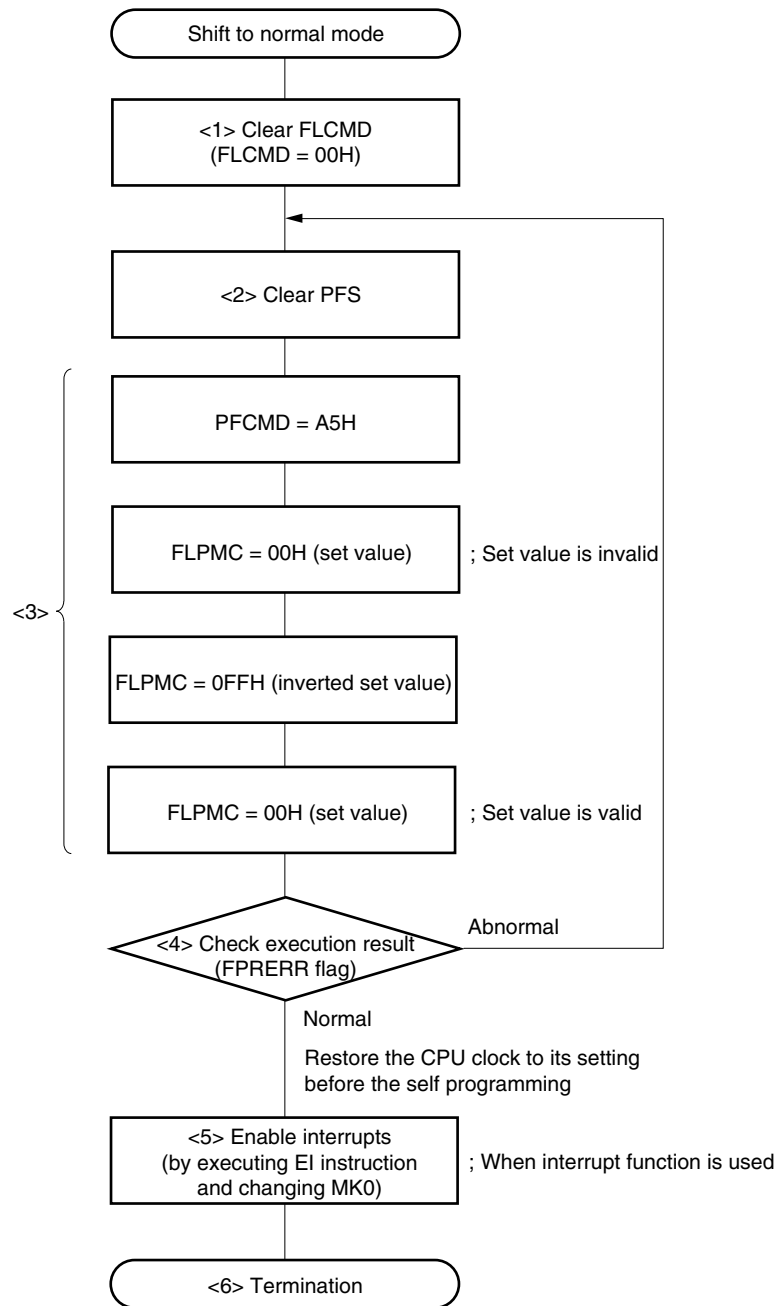 Shift to normal mode
<1> Clear FLCMD
(FLCMD = 00H)
<2> Clear PFS
<3>
PFCMD = A5H
FLPMC = 00H (set value)
; Set value is invalid
FLPMC = 0FFH (inverted set value)
FLPMC = 00H (set value)
; Set value is valid
<4> Check execution result
(FPRERR flag)
Abnormal
Normal
Restore the CPU clock to its setting
before the self programming
<5> Enable interrupts
(by executing EI instruction
and changing MK0)
; When interrupt function is used
<6> Termination